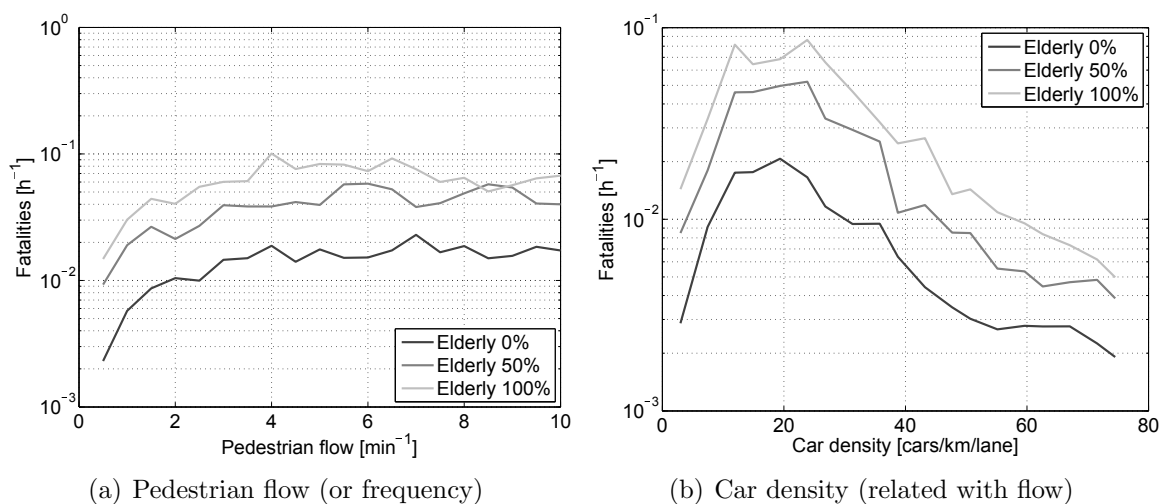 10^0
10^-1
10^-2
10^-3
Fatalities [h^-1]
0 2 4 6 8 10
Pedestrian flow [min^-1]
Elderly 0%
Elderly 50%
Elderly 100%
10^-1
10^-2
10^-3
Fatalities [h^-1]
0 20 40 60 80
Car density [cars/km/lane]
Elderly 0%
Elderly 50%
Elderly 100%
(a) Pedestrian flow (or frequency)
(b) Car density (related with flow)